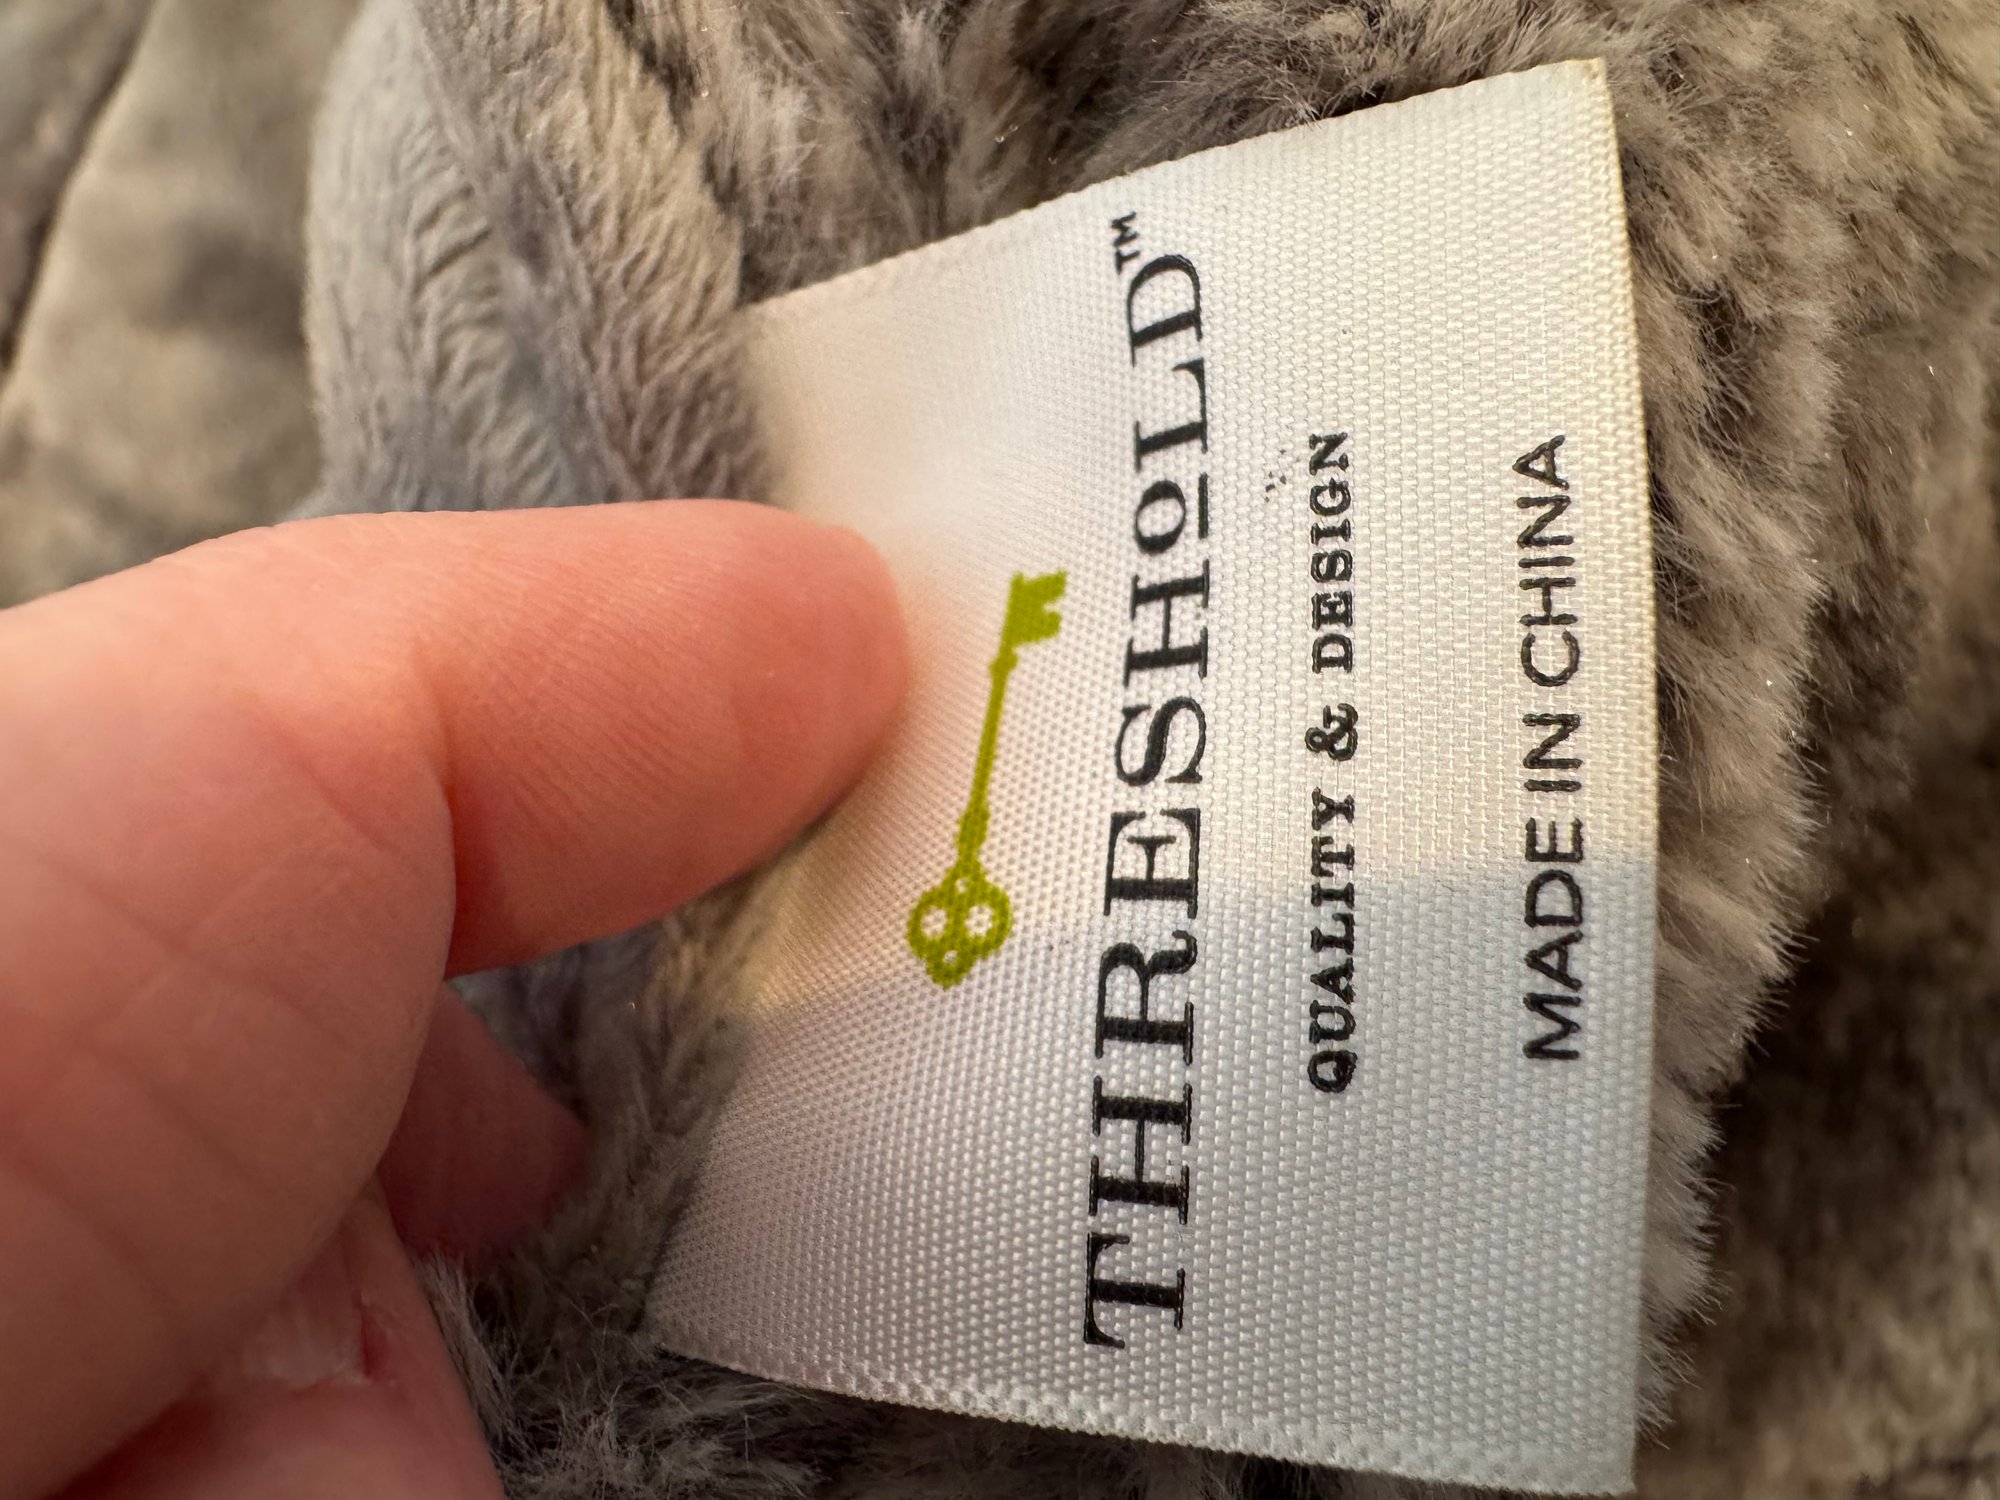 THRESHOLD™
QUALITY & DESIGN
MADE IN CHINA